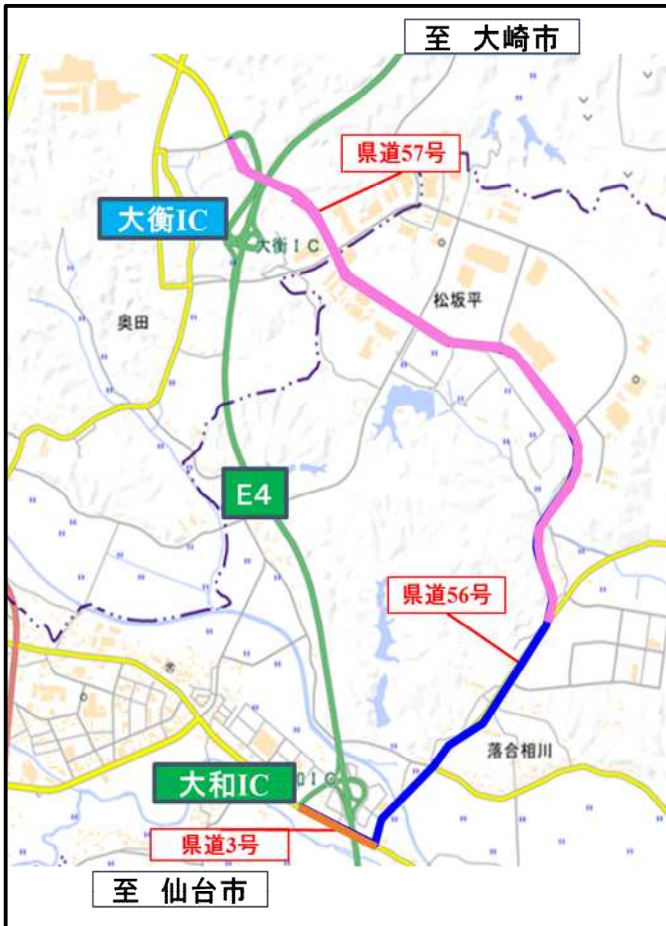 至 大崎市
県道57号
大衡IC
大衡IC
松坂平
奥田
E4
県道56号
落合相川
大和IC
IC
県道3号
至 仙台市